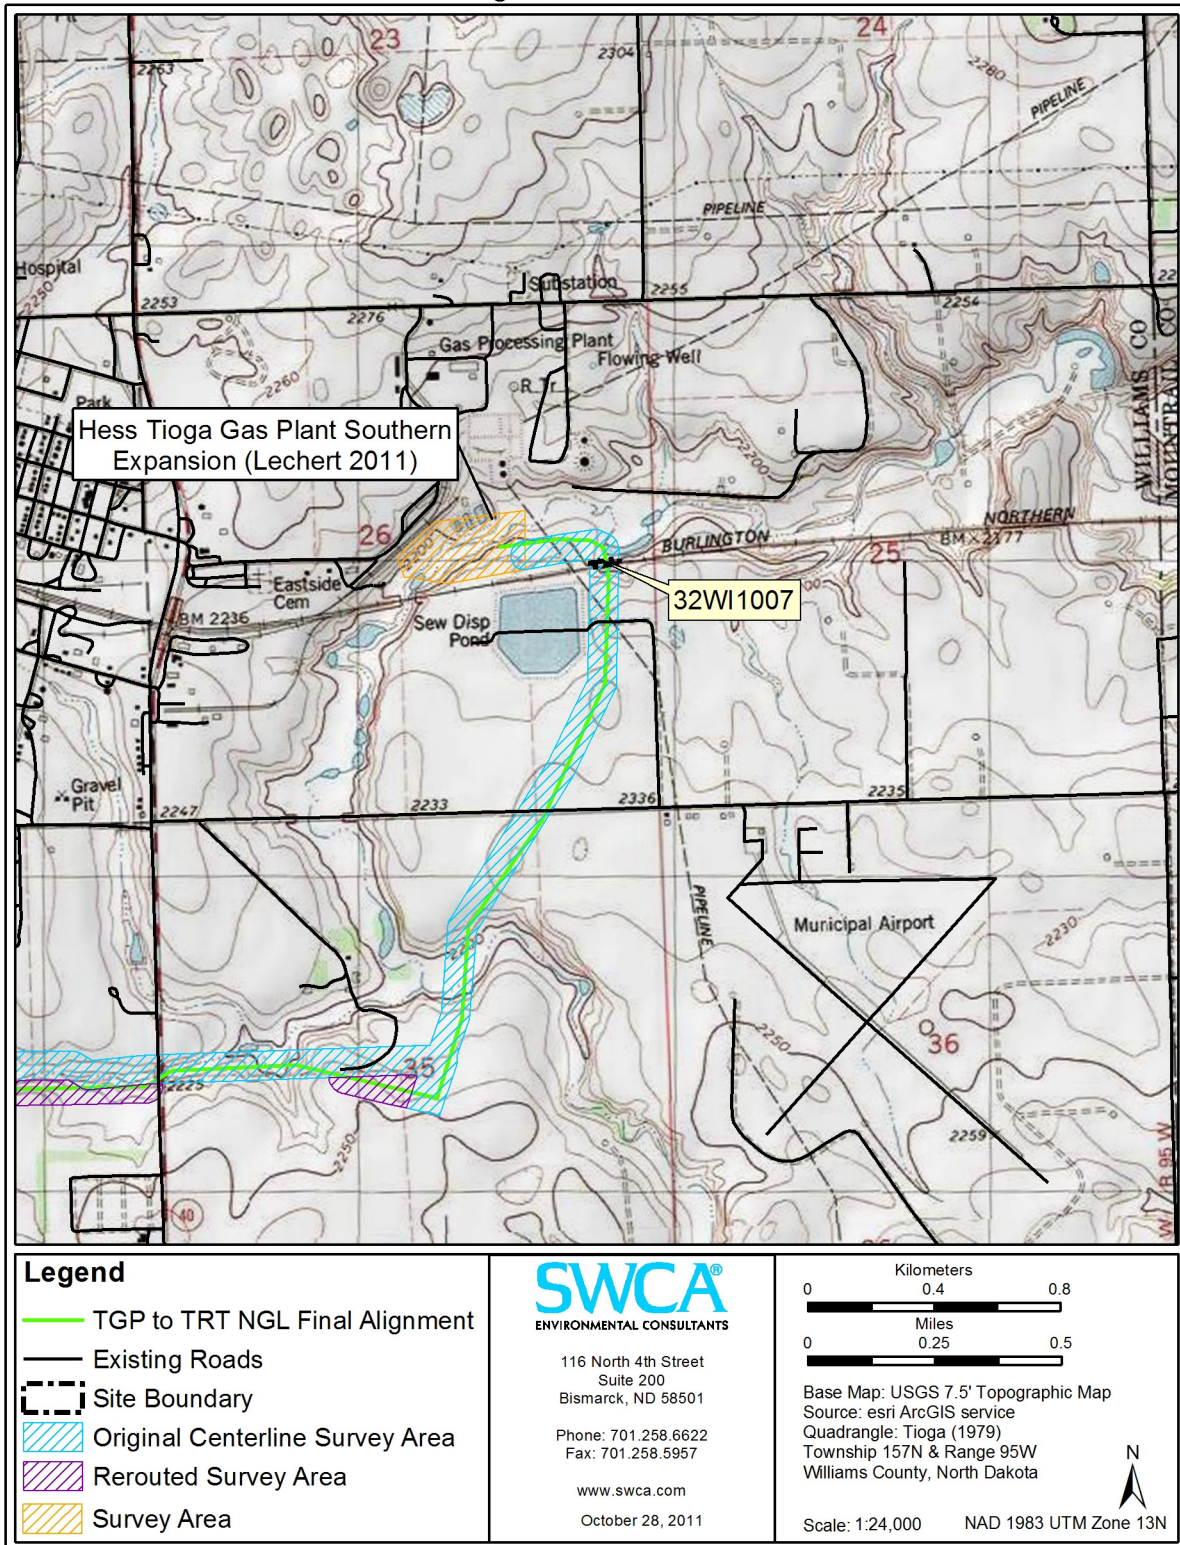 23
24
2263
2304
2280
PIPELINE
PIPELINE
Hospital
2250
2253
2276
Substation
2255
2254
Gas Processing Plant
Flowing Well
R Tr
2260
Park
WILLIAMS CO
MOUNTRAIL CO
Hess Tioga Gas Plant Southern
Expansion (Lechert 2011)
2200
2200
26
BURLINGTON
NORTHERN
BM × 2177
25
Eastside
Cem
32WI1007
BM 2236
Sew Disp
Pond
Gravel
Pit
2247
2233
2336
2235
PIPELINE
Municipal Airport
2230
2250
36
35
2225
2250
2259
40
R 95 W
Legend
TGP to TRT NGL Final Alignment
Existing Roads
Site Boundary
Original Centerline Survey Area
Rerouted Survey Area
Survey Area
SWCA®
ENVIRONMENTAL CONSULTANTS
116 North 4th Street
Suite 200
Bismarck, ND 58501
Phone: 701.258.6622
Fax: 701.258.5957
www.swca.com
October 28, 2011
Kilometers
0 0.4 0.8
Miles
0 0.25 0.5
Base Map: USGS 7.5' Topographic Map
Source: esri ArcGIS service
Quadrangle: Tioga (1979)
Township 157N & Range 95W
Williams County, North Dakota
N
Scale: 1:24,000 NAD 1983 UTM Zone 13N